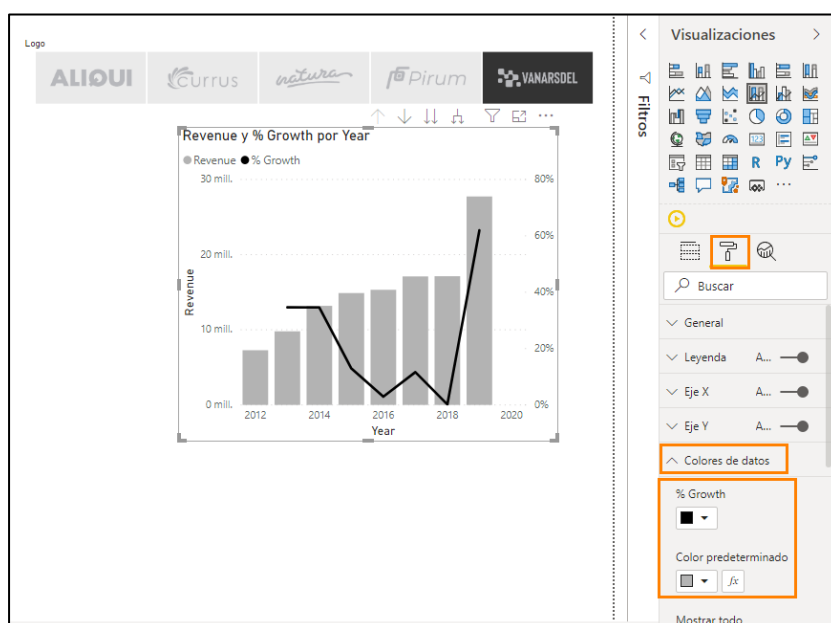 Logo
ALIQUI
Currus
natura
Pirum
VANARSDEL
Revenue y % Growth por Year
Revenue % Growth
30 mill.
20 mill.
10 mill.
0 mill.
80%
60%
40%
20%
0%
Revenue
2012 2014 2016 2018 2020
Year
Filtros
Visualizaciones
123
R Py
Buscar
General
Leyenda A...
Eje X A...
Eje Y A...
Colores de datos
% Growth
Color predeterminado
fx
Mostrar todo